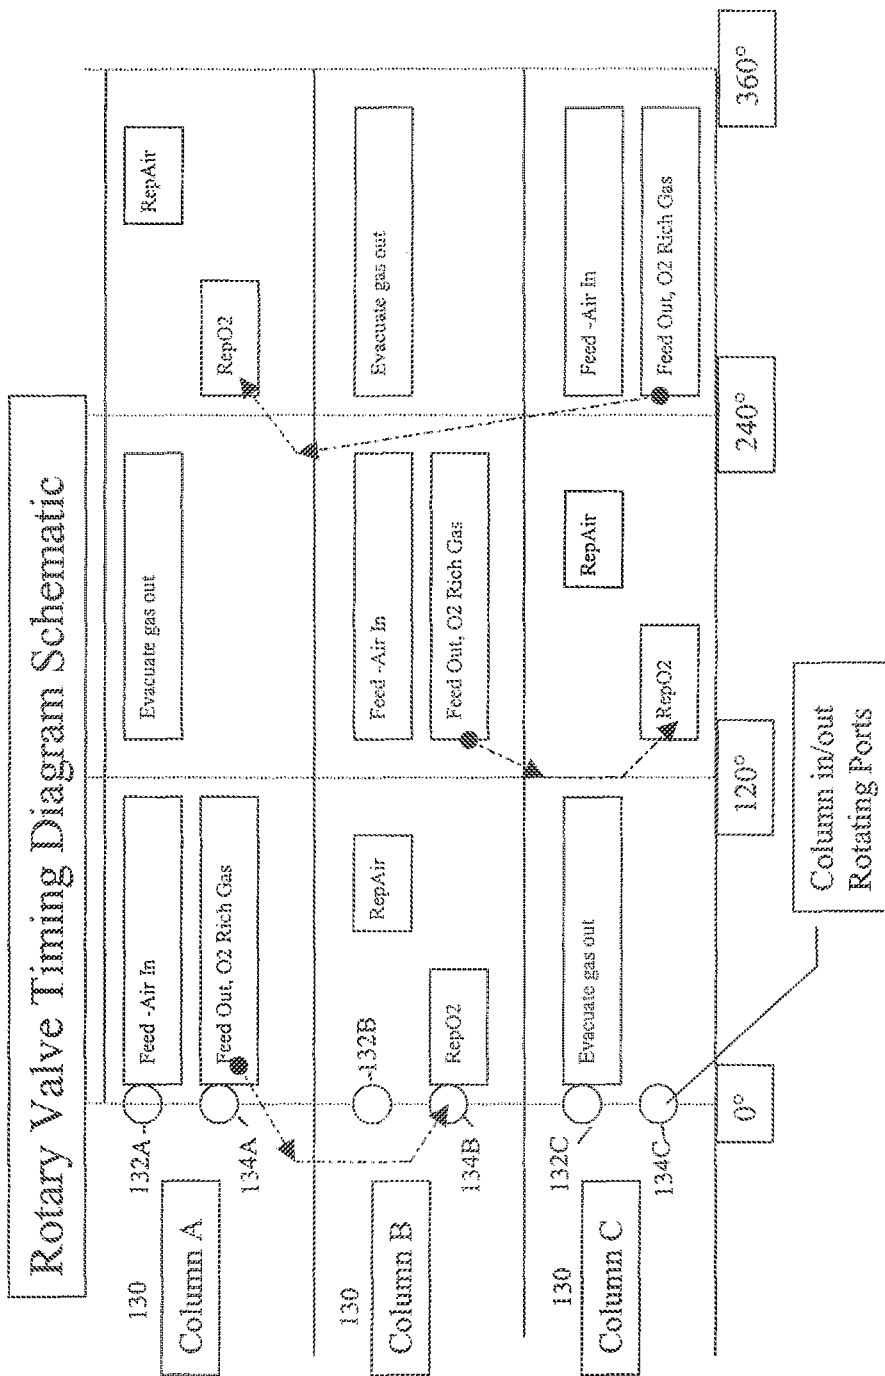 Rotary Valve Timing Diagram Schematic
130
Column A
132A
134A
Feed -Air In
Feed Out, O2 Rich Gas
Evacuate gas out
RepO2
RepAir
130
Column B
132B
134B
RepO2
RepAir
Feed -Air In
Feed Out, O2 Rich Gas
Evacuate gas out
130
Column C
132C
134C
Evacuate gas out
RepO2
RepAir
Feed -Air In
Feed Out, O2 Rich Gas
0°
120°
240°
360°
Column in/out
Rotating Ports